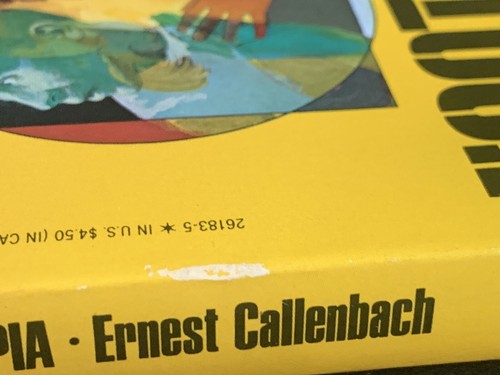 26183-5 ★ IN U.S. $4.50 (IN CA
PIA · Ernest Callenbach